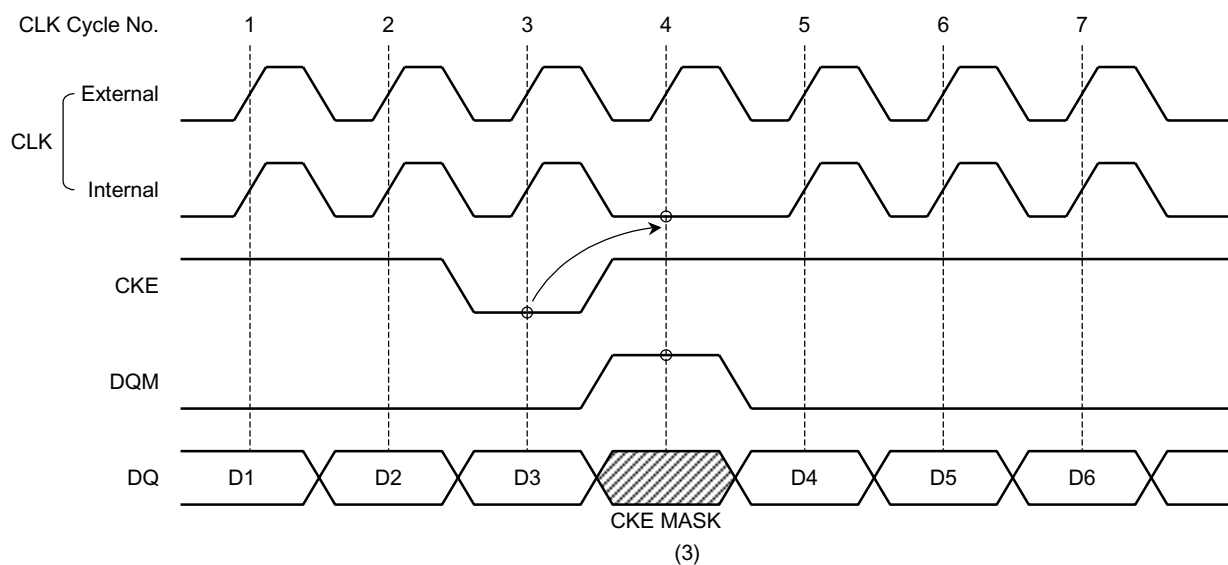 CLK Cycle No. 1 2 3 4 5 6 7
External
CLK
Internal
CKE
DQM
DQ D1 D2 D3 D4 D5 D6
CKE MASK
(3)